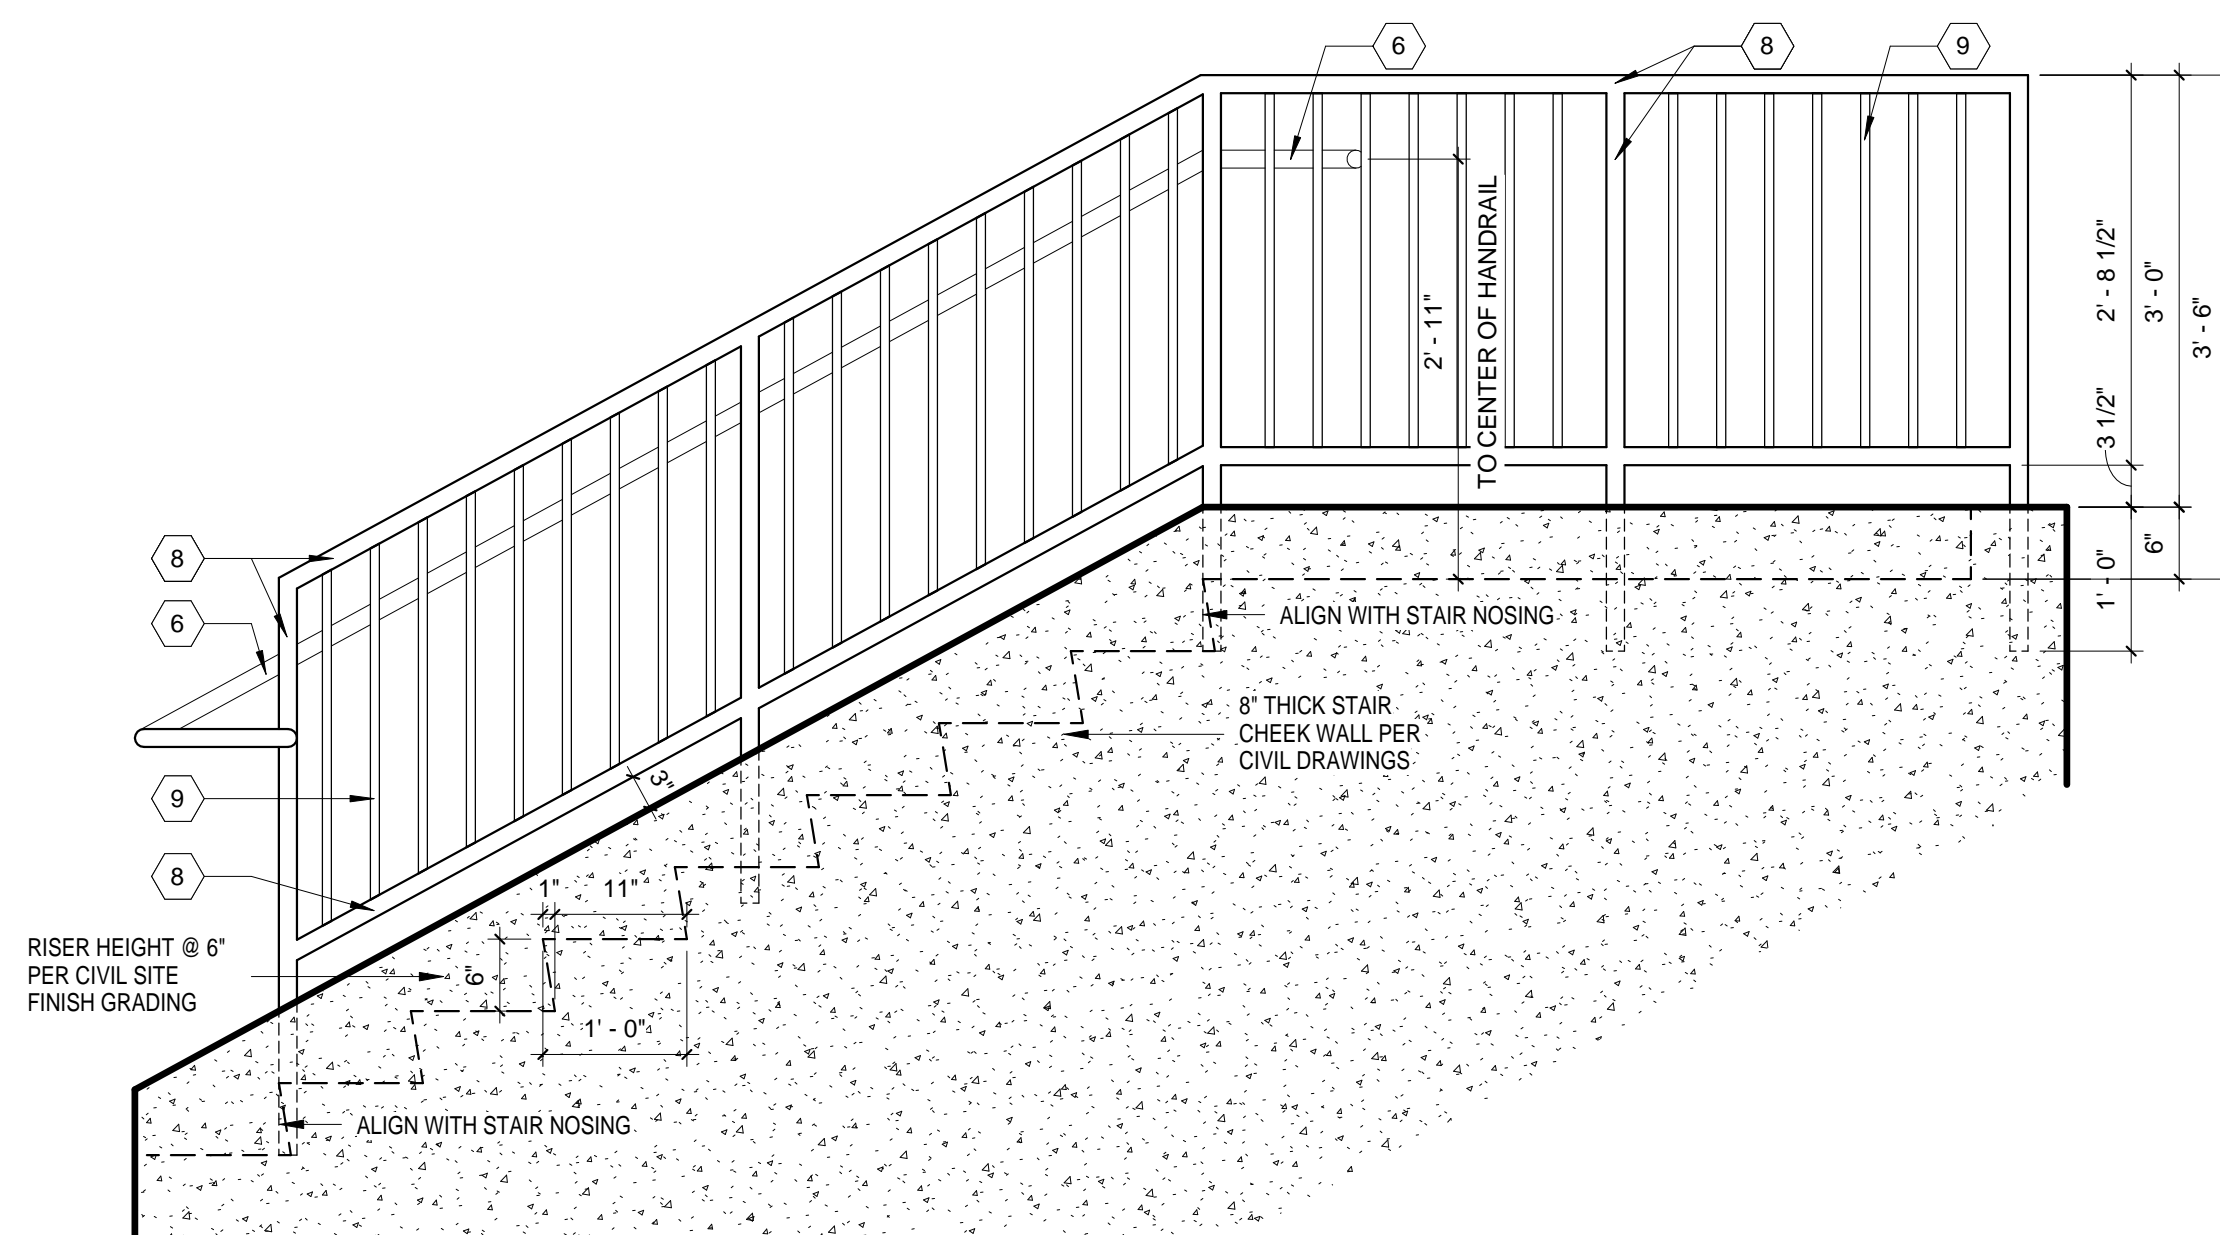 6
8
9
2' - 11"
TO CENTER OF HANDRAIL
2' - 8 1/2"
3' - 0"
3' - 6"
3 1/2"
6"
1' - 0"
8
6
9
8
ALIGN WITH STAIR NOSING
8" THICK STAIR
CHEEK WALL PER
CIVIL DRAWINGS
3"
1"
11"
RISER HEIGHT @ 6"
PER CIVIL SITE
FINISH GRADING
6"
1' - 0"
ALIGN WITH STAIR NOSING